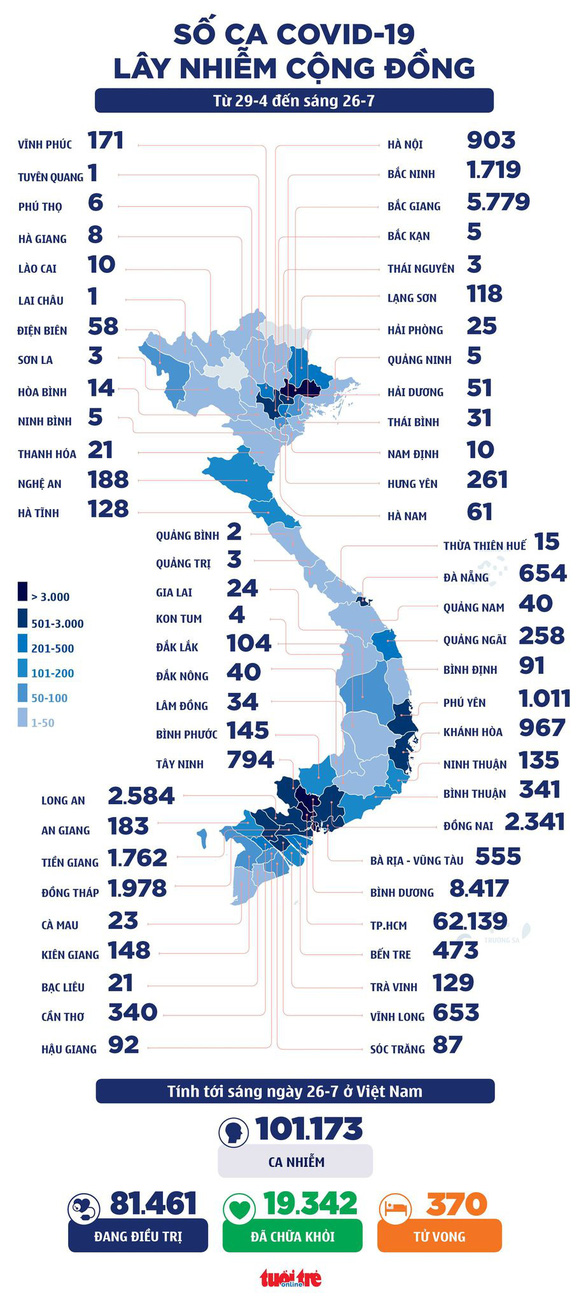 SỐ CA COVID-19
LÂY NHIỄM CỘNG ĐỒNG
Từ 29-4 đến sáng 26-7
VĨNH PHÚC 171
TUYÊN QUANG 1
PHÚ THỌ 6
HÀ GIANG 8
LÀO CAI 10
LAI CHÂU 1
ĐIỆN BIÊN 58
SƠN LA 3
HÒA BÌNH 14
NINH BÌNH 5
THANH HÓA 21
NGHỆ AN 188
HÀ TĨNH 128
HÀ NỘI 903
BẮC NINH 1.719
BẮC GIANG 5.779
BẮC KẠN 5
THÁI NGUYÊN 3
LẠNG SƠN 118
HẢI PHÒNG 25
QUẢNG NINH 5
HẢI DƯƠNG 51
THÁI BÌNH 31
NAM ĐỊNH 10
HƯNG YÊN 261
HÀ NAM 61
QUẢNG BÌNH 2
QUẢNG TRỊ 3
GIA LAI 24
KON TUM 4
ĐẮK LẮK 104
ĐẮK NÔNG 40
LÂM ĐỒNG 34
BÌNH PHƯỚC 145
TÂY NINH 794
THỪA THIÊN HUẾ 15
ĐÀ NẴNG 654
QUẢNG NAM 40
QUẢNG NGÃI 258
BÌNH ĐỊNH 91
PHÚ YÊN 1.011
KHÁNH HÒA 967
NINH THUẬN 135
BÌNH THUẬN 341
ĐỒNG NAI 2.341
> 3.000
501-3.000
201-500
101-200
50-100
1-50
LONG AN 2.584
AN GIANG 183
TIỀN GIANG 1.762
ĐỒNG THÁP 1.978
CÀ MAU 23
KIÊN GIANG 148
BẠC LIÊU 21
CẦN THƠ 340
HẬU GIANG 92
BÀ RỊA - VŨNG TÀU 555
BÌNH DƯƠNG 8.417
TP.HCM 62.139
BẾN TRE 473
TRÀ VINH 129
VĨNH LONG 653
SÓC TRĂNG 87
Tính tới sáng ngày 26-7 ở Việt Nam
101.173
CA NHIỄM
81.461
ĐANG ĐIỀU TRỊ
19.342
ĐÃ CHỮA KHỎI
370
TỬ VONG
tuổi trẻ
online